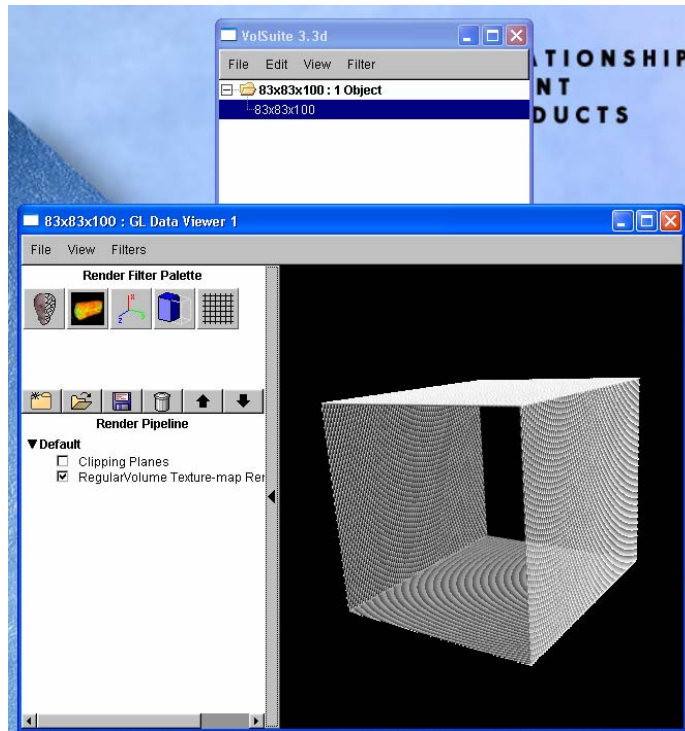 VolSuite 3.3d
File Edit View Filter
83x83x100 : 1 Object
83x83x100
ATIONSHIP
NT
DUCTS
83x83x100 : GL Data Viewer 1
File View Filters
Render Filter Palette
x
z
Render Pipeline
Default
Clipping Planes
RegularVolume Texture-map Rer